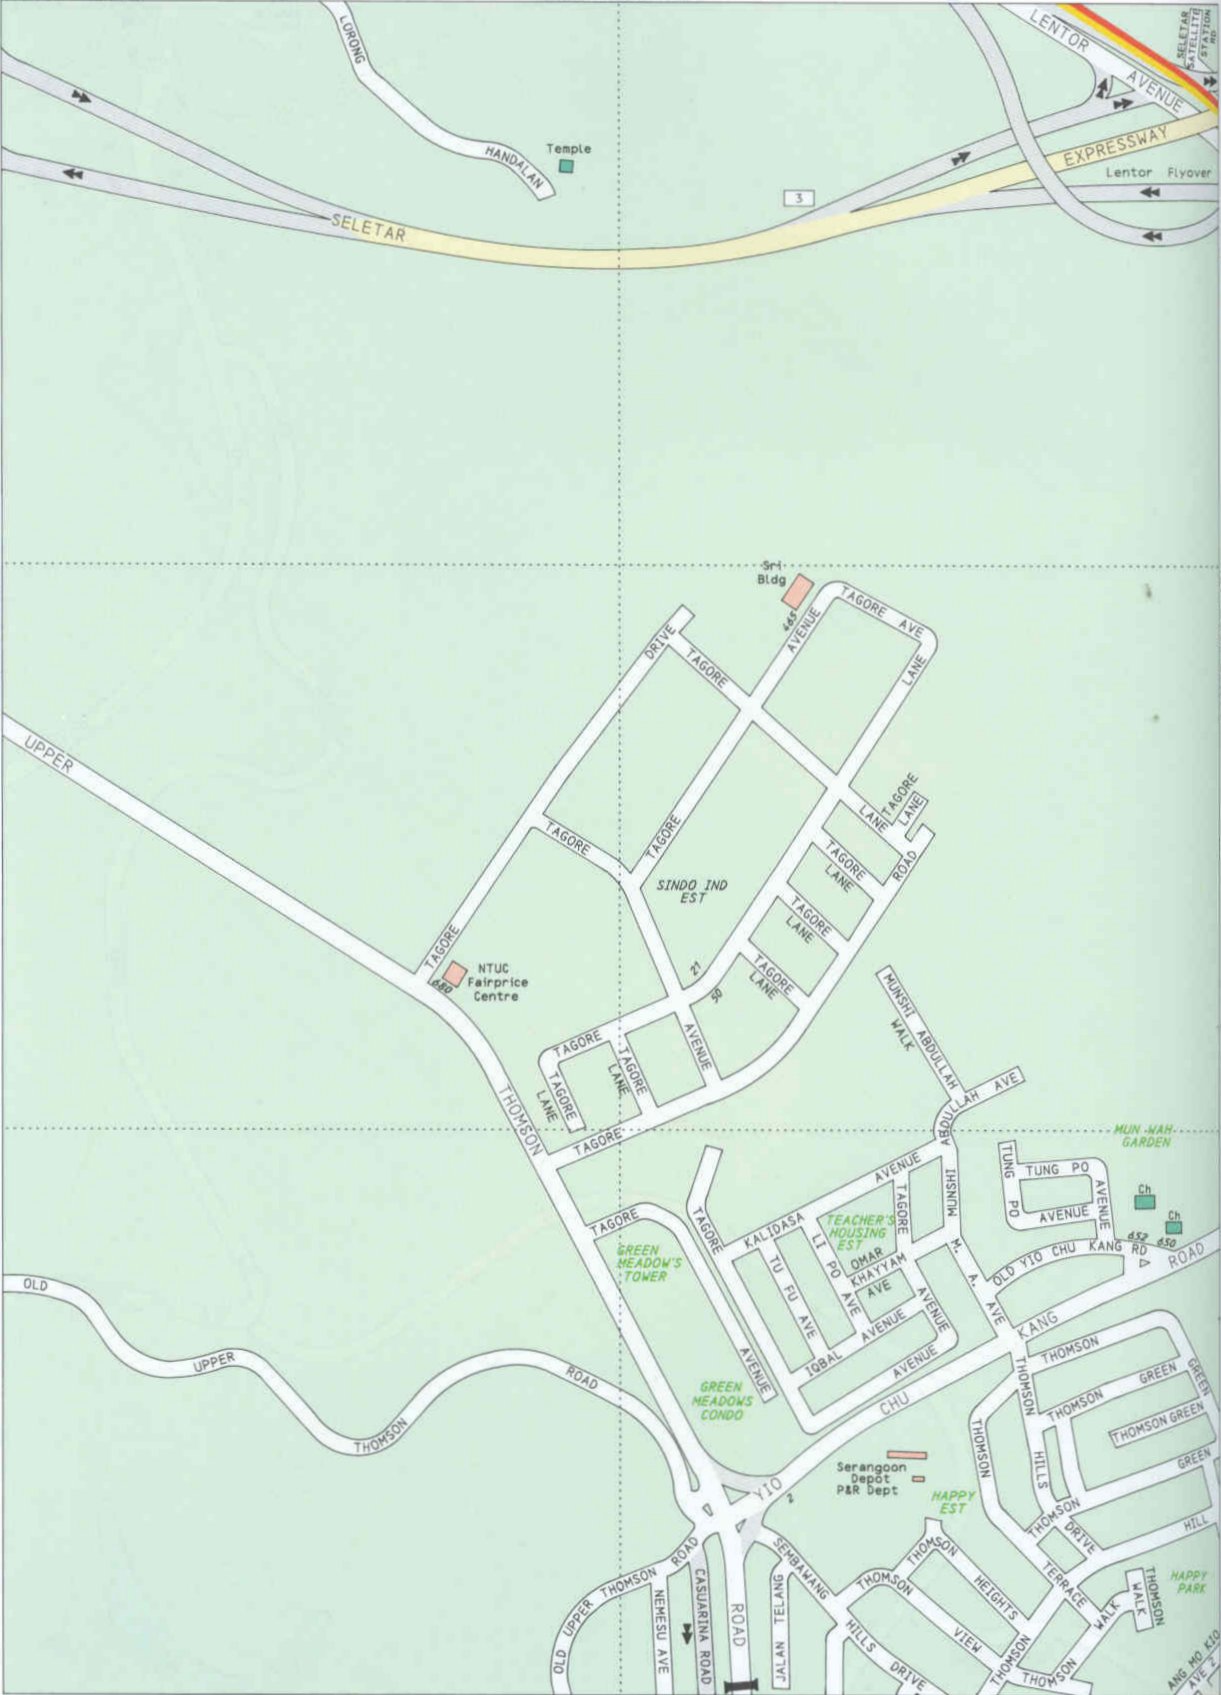 LORONG
HANDALAN
Temple
LENTOR
AVENUE
SELETAR
SATELLITE
STATION
RD
EXPRESSWAY
Lentor Flyover
3
SELETAR
Sri
Bldg
465
TAGORE AVE
AVENUE
LANE
DRIVE
TAGORE
UPPER
TAGORE
LANE
LANE
TAGORE
TAGORE
TAGORE
LANE
ROAD
SINDO IND
EST
TAGORE
LANE
TAGORE
LANE
TAGORE
680
NTUC
Fairprice
Centre
21
50
MUNSHI ABDULLAH
WALK
TAGORE
TAGORE
LANE
TAGORE
LANE
AVENUE
THOMSON
TAGORE
ABDULLAH AVE
MUNSHI
MUN WAH
GARDEN
TUNG PO
TUNG PO
AVENUE
AVENUE
Ch
Ch
652 650
OLD YIO CHU KANG RD
ROAD
TAGORE
TAGORE
AVENUE
KALIDASA
AVENUE
TAGORE
TEACHER'S
HOUSING
EST
GREEN
MEADOW'S
TOWER
LI PO AVE
TU FU AVE
OMAR
KHAYYAM
AVE
AVENUE
M. A. AVE
IQBAL AVENUE
AVENUE
OLD
UPPER
THOMSON
ROAD
GREEN
MEADOWS
CONDO
YIO
CHU
KANG
2
Serangoon
Depot
P&R Dept
HAPPY
EST
THOMSON
GREEN
THOMSON GREEN
THOMSON GREEN
THOMSON
HILLS
DRIVE
THOMSON
TERRACE
THOMSON
GREEN
HILL
HAPPY
PARK
THOMSON
WALK
THOMSON
WALK
OLD UPPER THOMSON ROAD
NEMESU AVE
CASUARINA ROAD
ROAD
JALAN TELANG
SEMBAWANG
HILLS
DRIVE
THOMSON
VIEW
THOMSON
HEIGHTS
THOMSON
ANG MO KIO
AVE 2